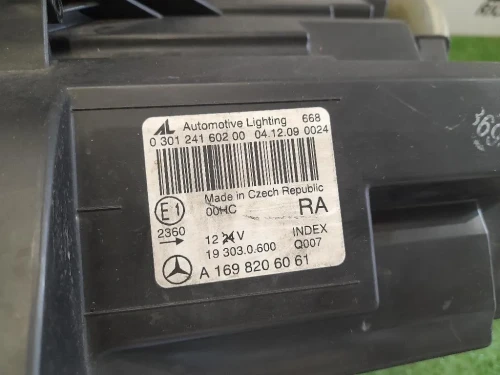 AL Automotive Lighting 668
0 301 241 602 00 04.12.09 0024
Made in Czech Republic
E1 00HC RA
2360
12 24 V INDEX
19 303.0.600 Q007
A 169 820 60 61